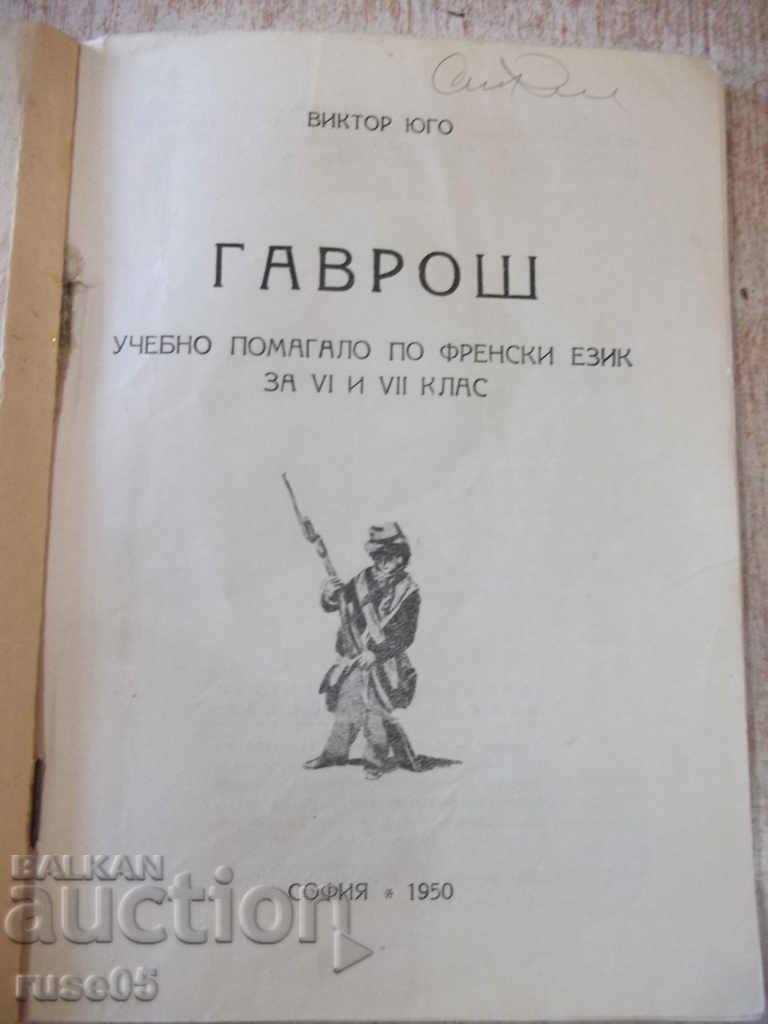 ВИКТОР ЮГО
ГАВРОШ
УЧЕБНО ПОМАГАЛО ПО ФРЕНСКИ ЕЗИК
ЗА VI И VII КЛАС
СОФИЯ * 1950
BALKAN
auction
ruse05